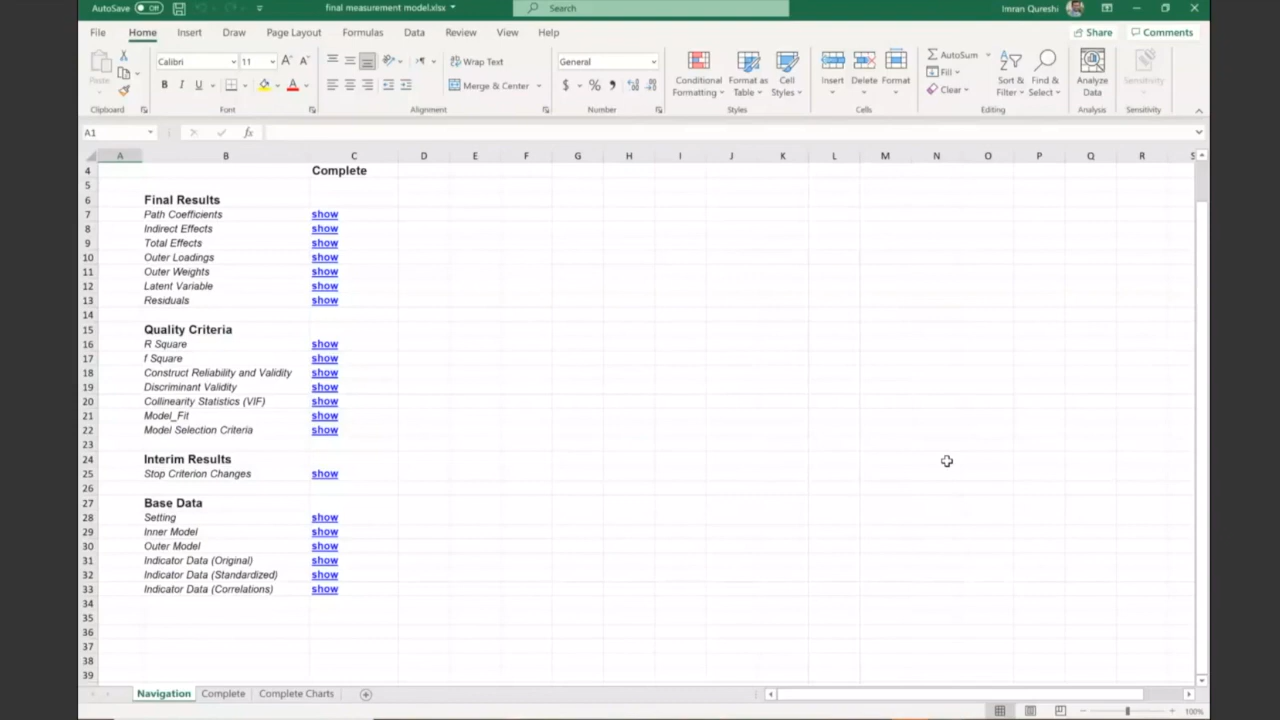 AutoSave Off final measurement model.xlsx Search Imran Qureshi
File Home Insert Draw Page Layout Formulas Data Review View Help Share Comments
Paste Calibri 11 A A Wrap Text General Conditional Formatting Format as Table Cell Styles Insert Delete Format AutoSum Sort & Filter Find & Select Analyze Data Sensitivity
B I U A Merge & Center $ % Fill
Clear
Clipboard Font Alignment Number Styles Cells Editing Analysis Sensitivity
A1 fx
A B C D E F G H I J K L M N O P Q R S
4 Complete
5
6 Final Results
7 Path Coefficients show
8 Indirect Effects show
9 Total Effects show
10 Outer Loadings show
11 Outer Weights show
12 Latent Variable show
13 Residuals show
14
15 Quality Criteria
16 R Square show
17 f Square show
18 Construct Reliability and Validity show
19 Discriminant Validity show
20 Collinearity Statistics (VIF) show
21 Model_Fit show
22 Model Selection Criteria show
23
24 Interim Results
25 Stop Criterion Changes show
26
27 Base Data
28 Setting show
29 Inner Model show
30 Outer Model show
31 Indicator Data (Original) show
32 Indicator Data (Standardized) show
33 Indicator Data (Correlations) show
34
35
36
37
38
39
Navigation Complete Complete Charts
100%